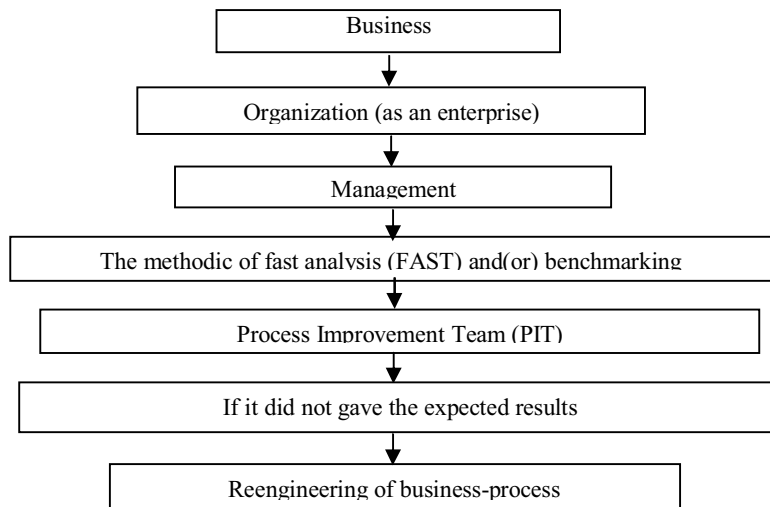 Business
Organization (as an enterprise)
Management
The methodic of fast analysis (FAST) and(or) benchmarking
Process Improvement Team (PIT)
If it did not gave the expected results
Reengineering of business-process